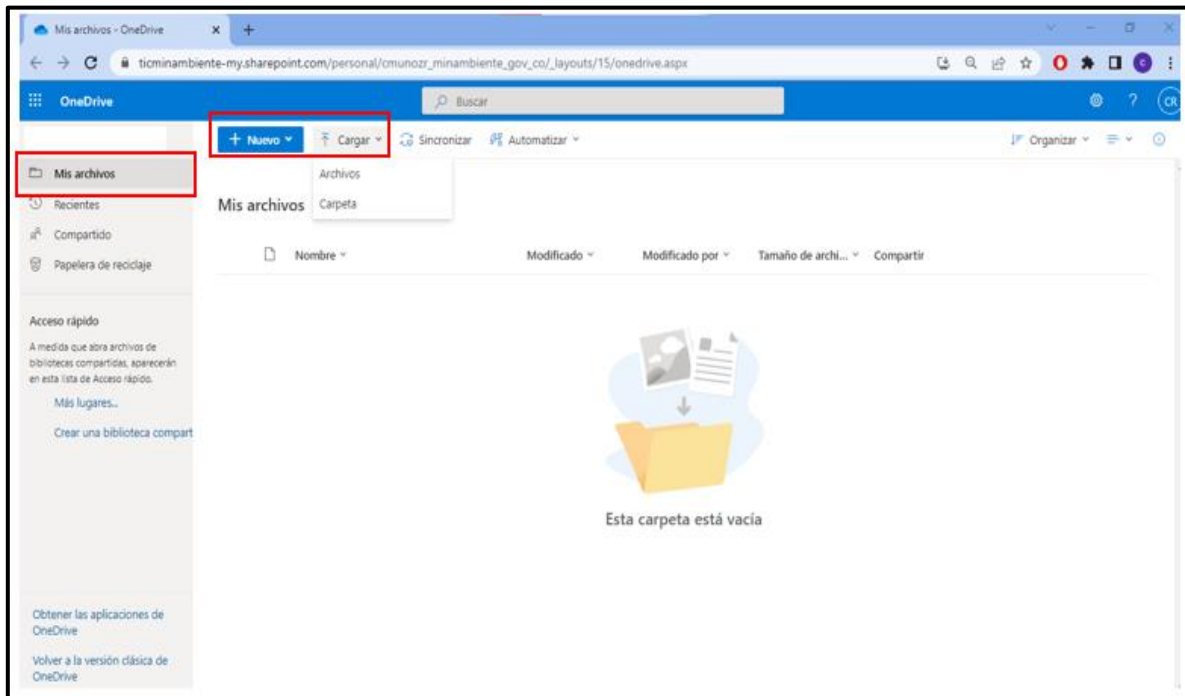 Mis archivos - OneDrive
ticminambiente-my.sharepoint.com/personal/cmunozr_minambiente_gov_co/_layouts/15/onedrive.aspx
OneDrive
Buscar
CR
Nuevo
Cargar
Sincronizar
Automatizar
Organizar
Archivos
Carpeta
Mis archivos
Recientes
Compartido
Papelera de reciclaje
Mis archivos
Nombre
Modificado
Modificado por
Tamaño de archi...
Compartir
Acceso rápido
A medida que abra archivos de
bibliotecas compartidas, aparecerán
en esta lista de Acceso rápido.
Más lugares...
Crear una biblioteca compart
Esta carpeta está vacía
Obtener las aplicaciones de
OneDrive
Volver a la versión clásica de
OneDrive